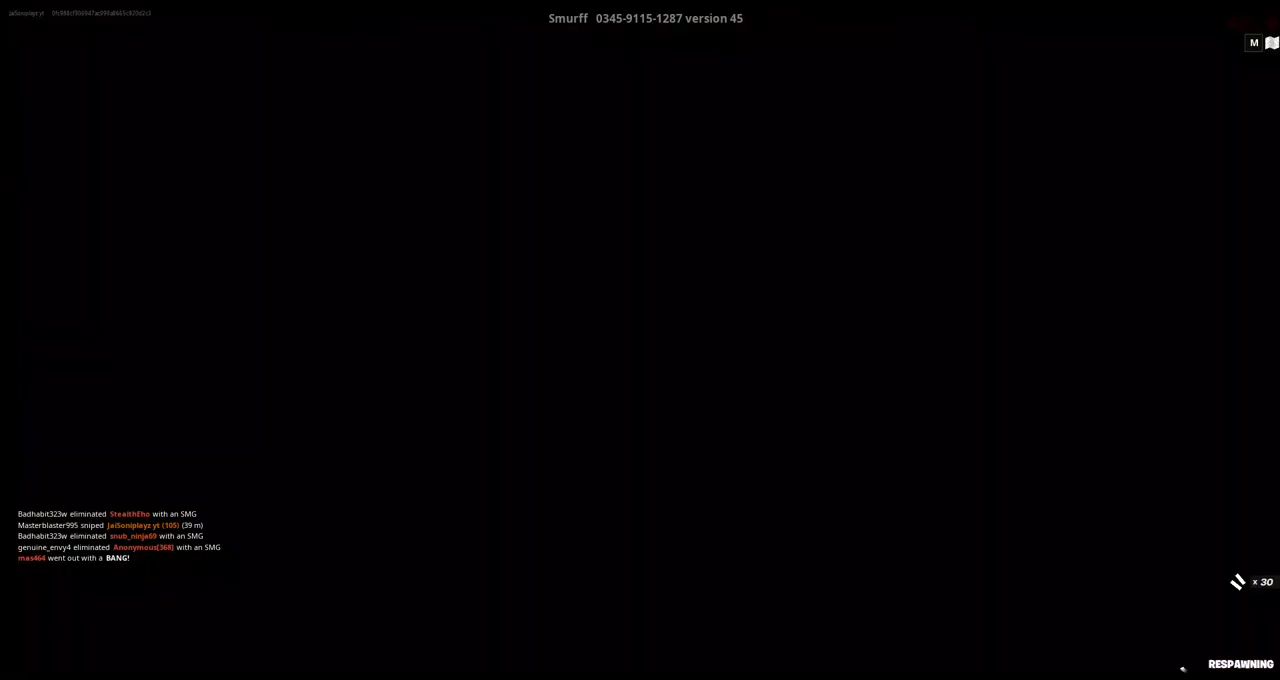 JaiSoniplayz yt
Smurff 0345-9115-1287 version 45
M
Badhabit323w eliminated StealthEho with an SMG
Masterblaster995 sniped JaiSoniplayz yt (105) (39 m)
Badhabit323w eliminated snub_ninja69 with an SMG
genuine_envy4 eliminated Anonymous[368] with an SMG
mas464 went out with a BANG!
x 30
RESPAWNING